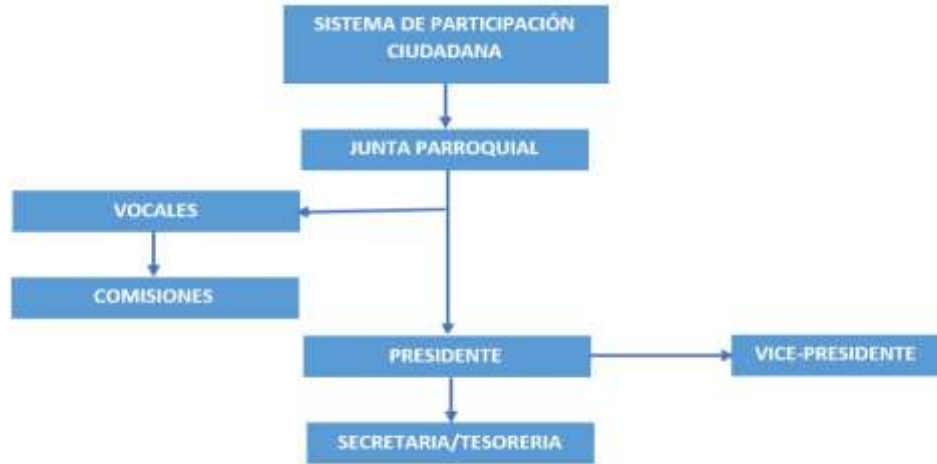 SISTEMA DE PARTICIPACIÓN
CIUDADANA
JUNTA PARROQUIAL
VOCALES
COMISIONES
PRESIDENTE
VICE-PRESIDENTE
SECRETARIA/TESORERIA